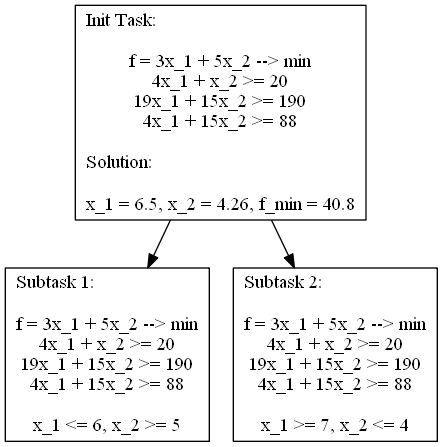 Init Task:
f = 3x_1 + 5x_2 --> min
4x_1 + x_2 >= 20
19x_1 + 15x_2 >= 190
4x_1 + 15x_2 >= 88
Solution:
x_1 = 6.5, x_2 = 4.26, f_min = 40.8
Subtask 1:
f = 3x_1 + 5x_2 --> min
4x_1 + x_2 >= 20
19x_1 + 15x_2 >= 190
4x_1 + 15x_2 >= 88
x_1 <= 6, x_2 >= 5
Subtask 2:
f = 3x_1 + 5x_2 --> min
4x_1 + x_2 >= 20
19x_1 + 15x_2 >= 190
4x_1 + 15x_2 >= 88
x_1 >= 7, x_2 <= 4